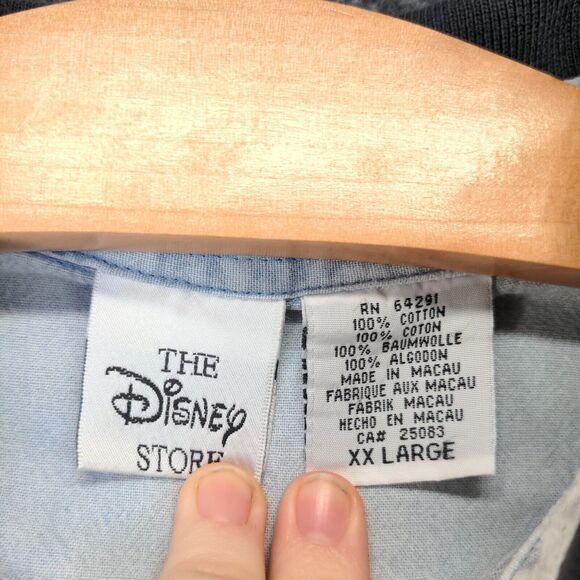 THE
Disney
STORE
RN 64291
100% COTTON
100% COTON
100% BAUMWOLLE
100% ALGODON
MADE IN MACAU
FABRIQUE AUX MACAU
FABRIK MACAU
HECHO EN MACAU
CA# 25083
XX LARGE